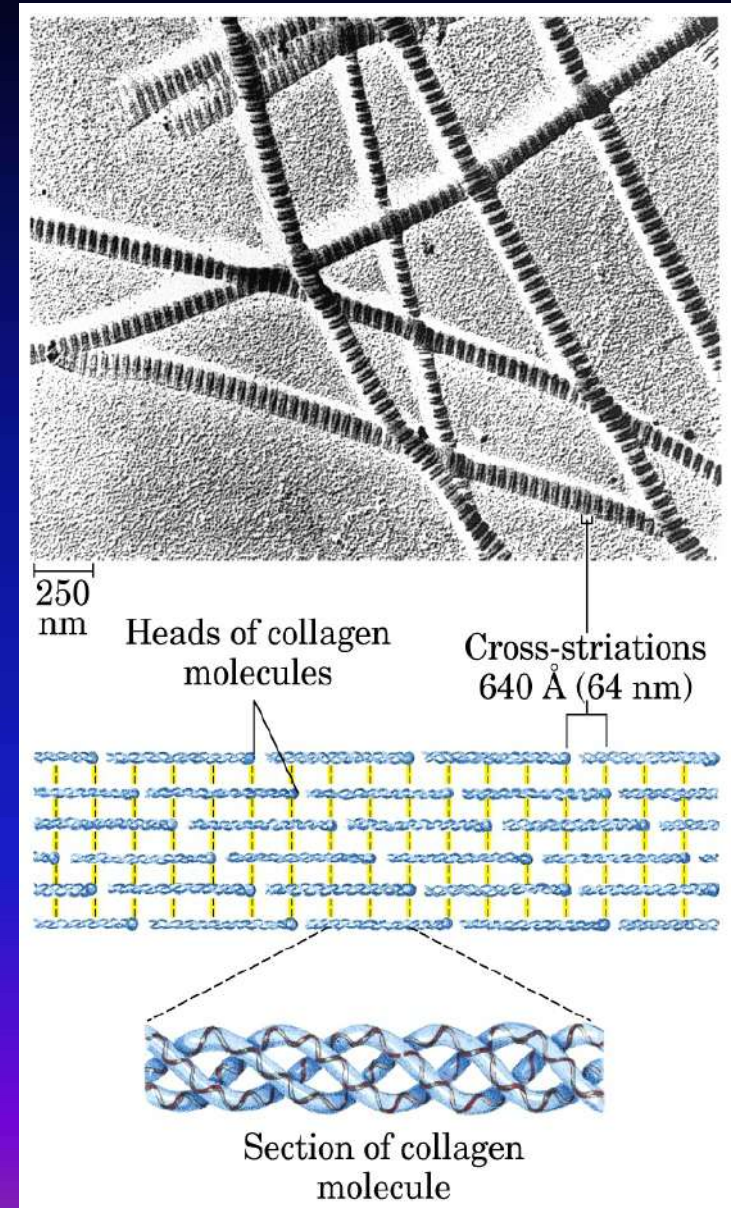 250
nm
Heads of collagen
molecules
Cross-striations
640 Å (64 nm)
Section of collagen
molecule